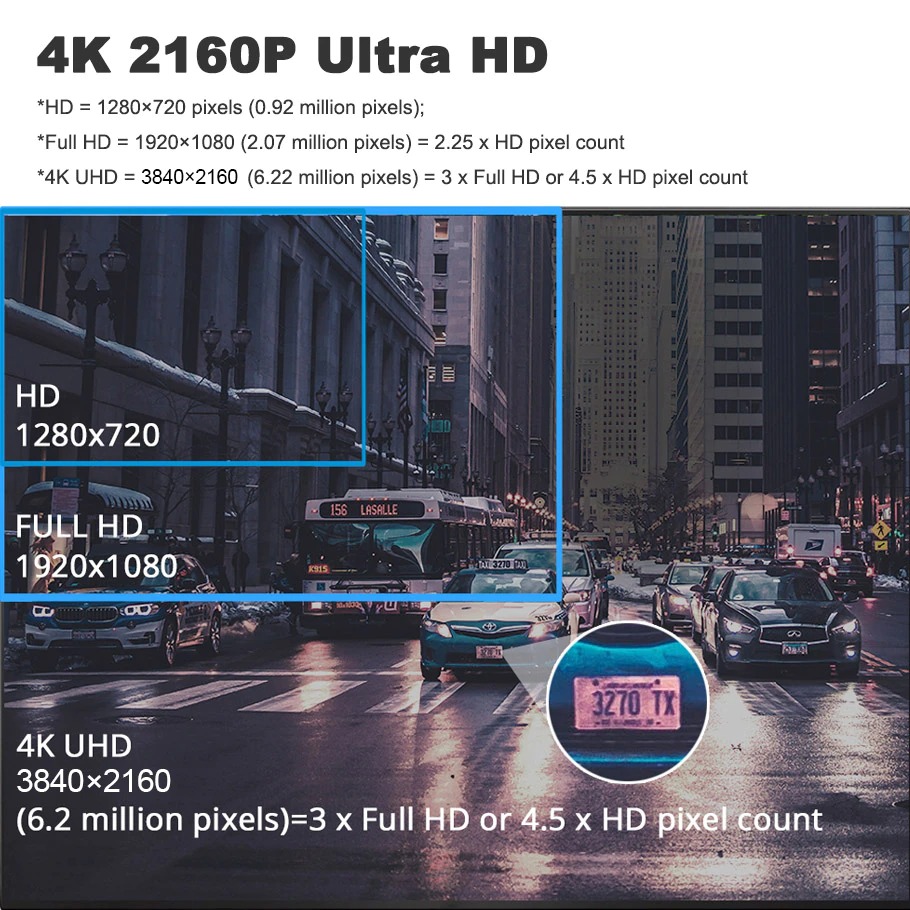 4K 2160P Ultra HD
*HD = 1280×720 pixels (0.92 million pixels);
*Full HD = 1920×1080 (2.07 million pixels) = 2.25 x HD pixel count
*4K UHD = 3840×2160 (6.22 million pixels) = 3 x Full HD or 4.5 x HD pixel count
HD
1280x720
156 LASALLE
FULL HD
1920x1080
K915
3270 TX
3270 TX
4K UHD
3840×2160
(6.2 million pixels)=3 x Full HD or 4.5 x HD pixel count